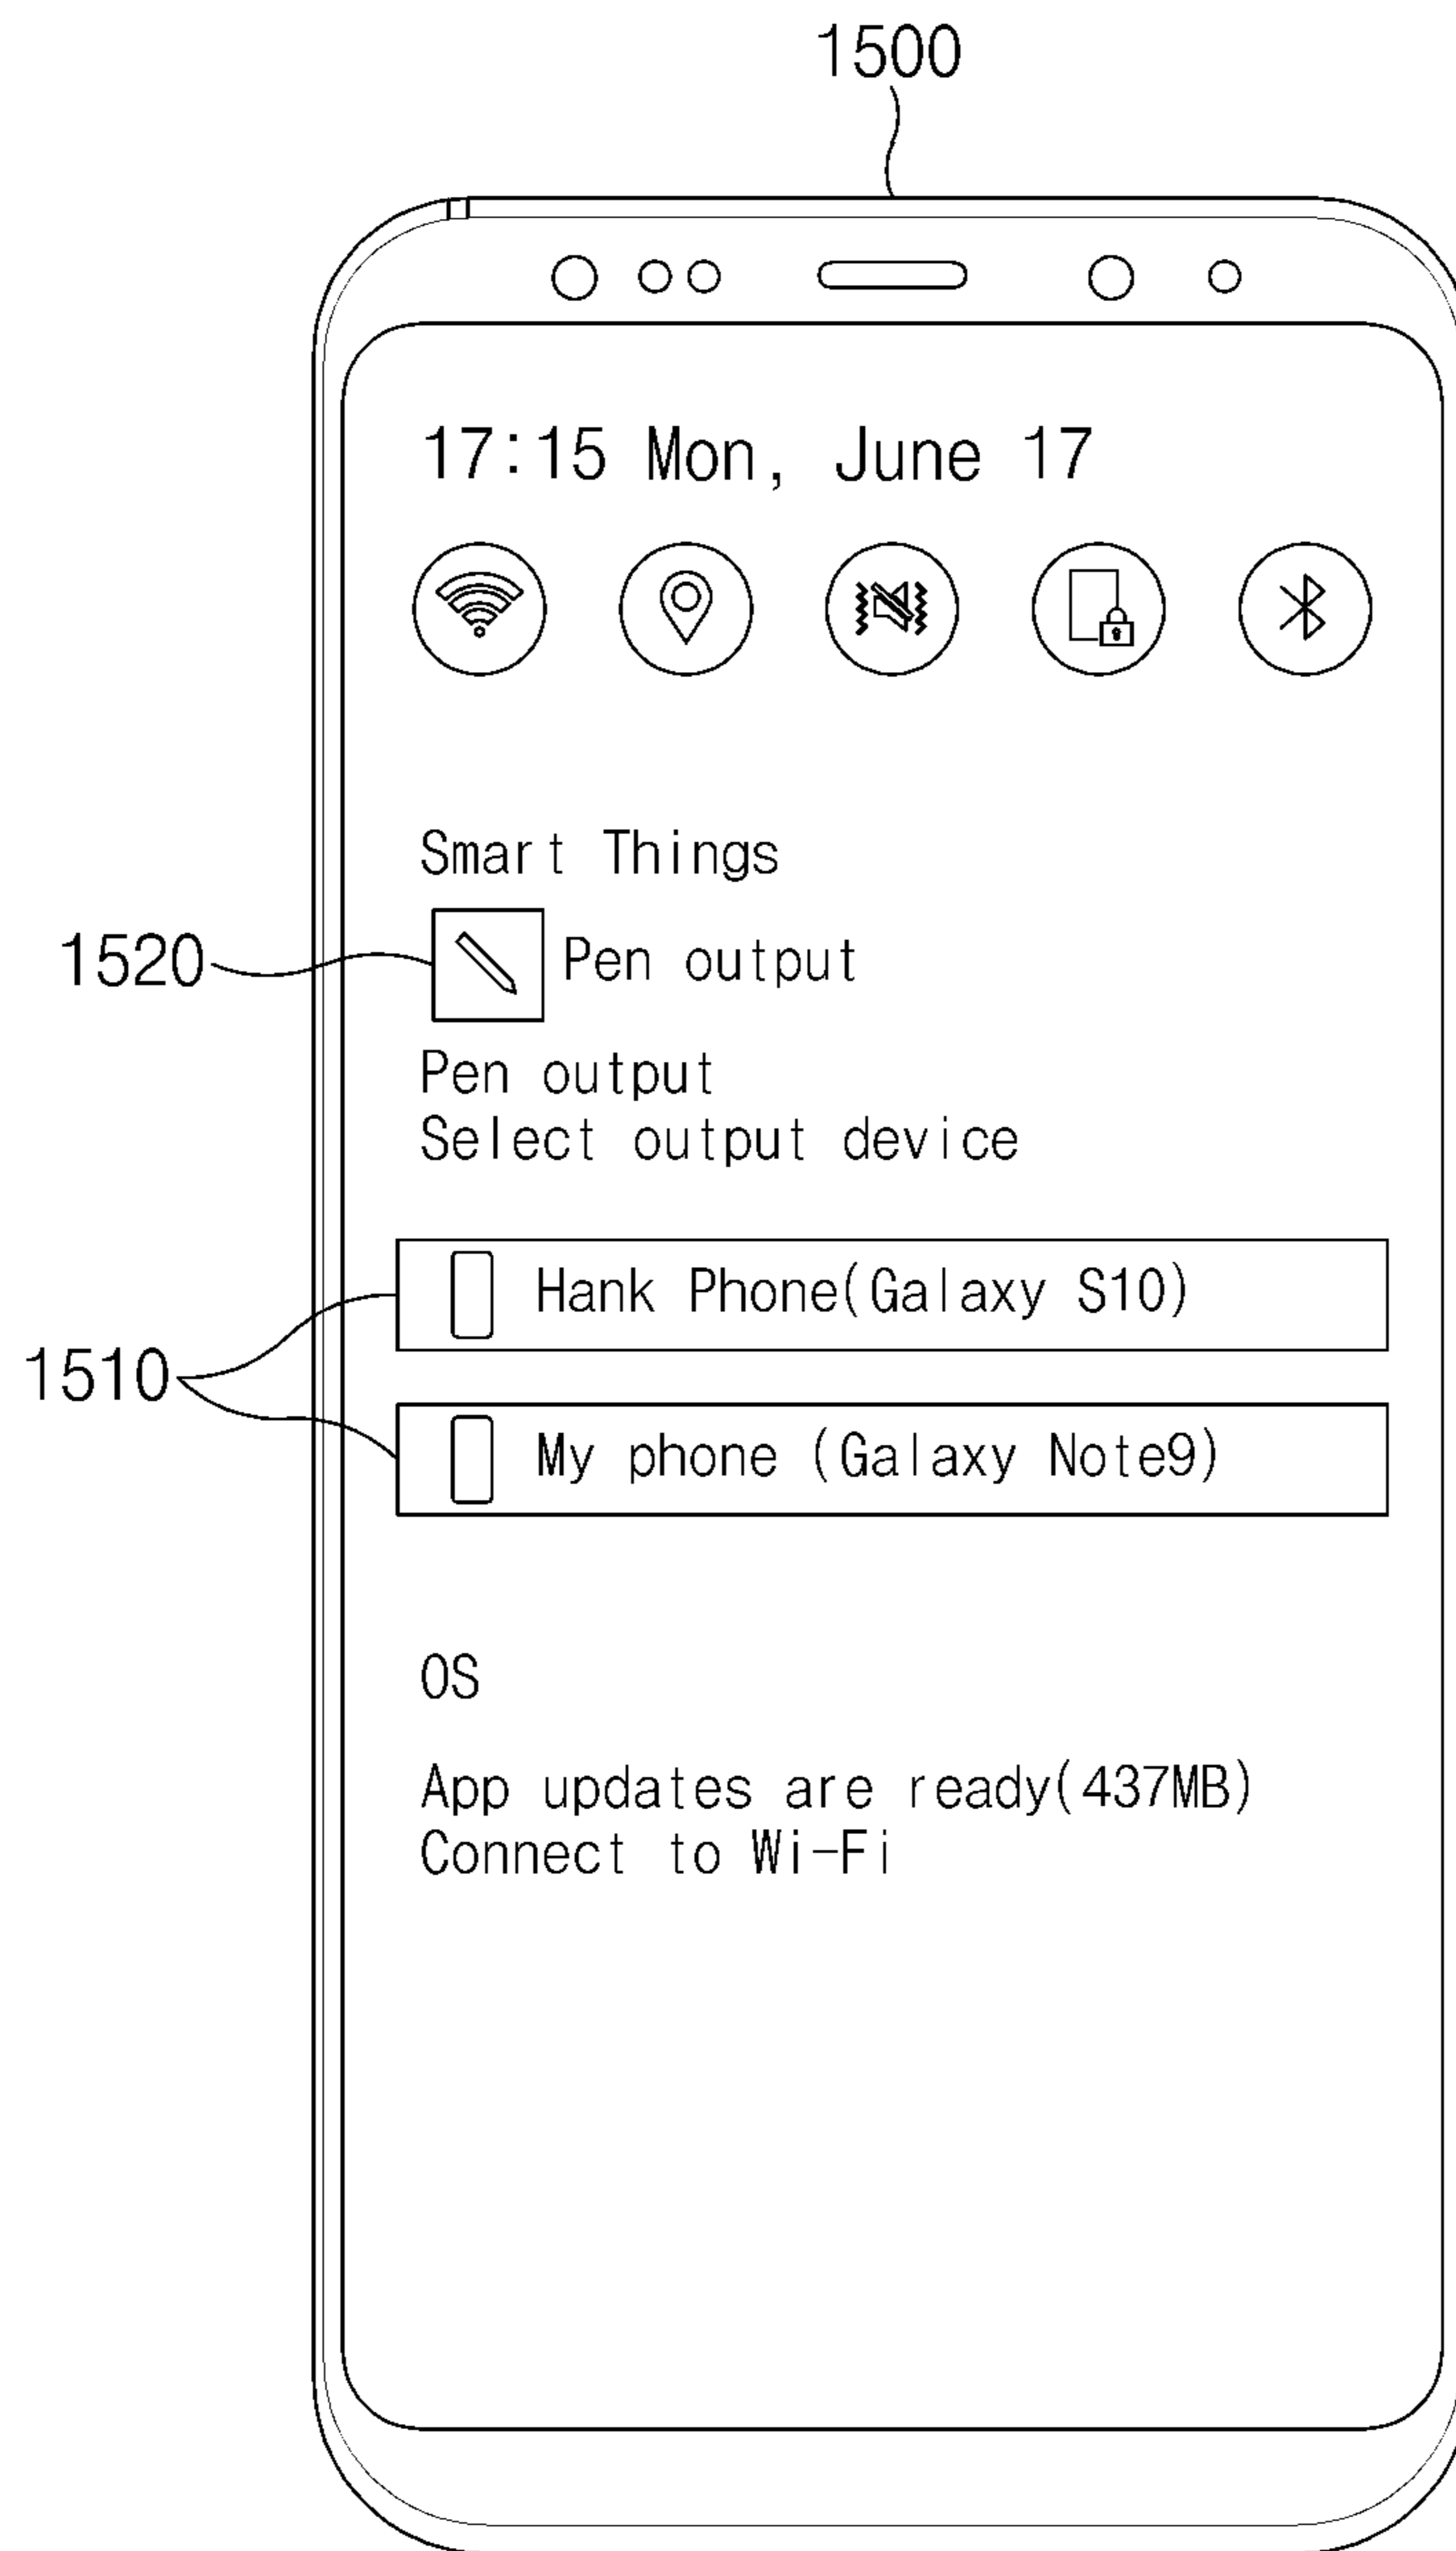 1500
17:15 Mon, June 17
Smart Things
1520
Pen output
Pen output
Select output device
Hank Phone(Galaxy S10)
1510
My phone (Galaxy Note9)
OS
App updates are ready(437MB)
Connect to Wi-Fi